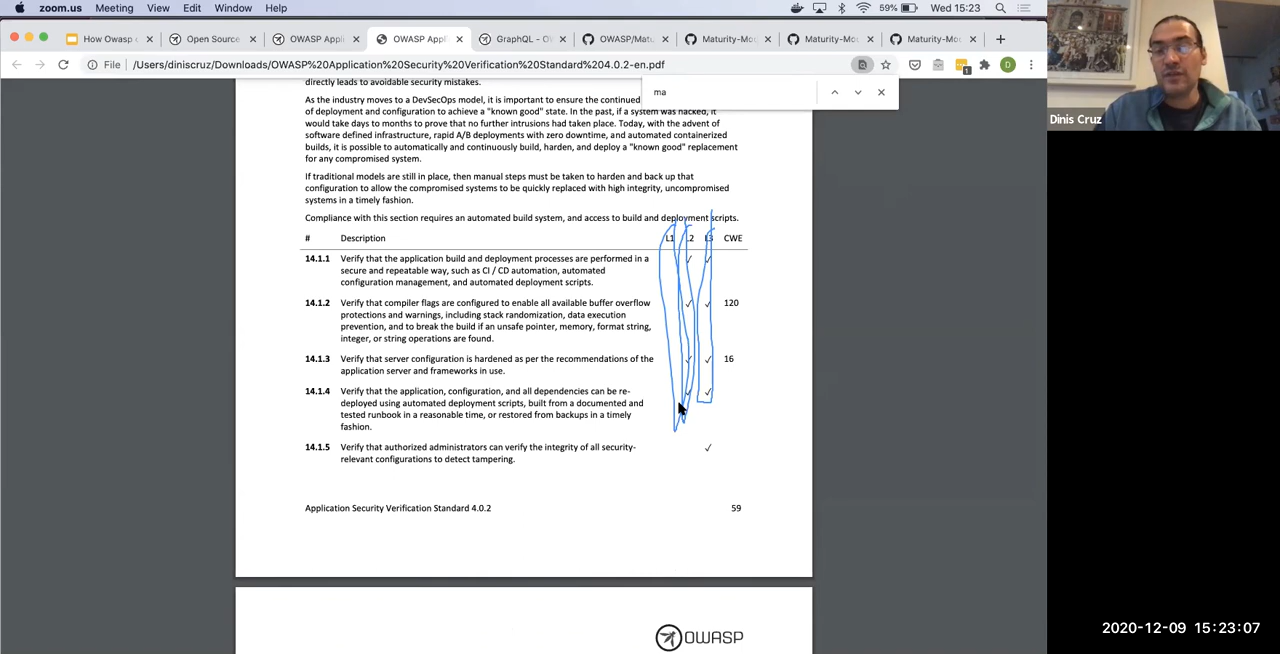 zoom.us Meeting View Edit Window Help 59% Wed 15:23
How Owasp Open Source OWASP Appli OWASP App GraphQL - OW OWASP/Matu Maturity-Mo Maturity-Mo Maturity-Mo
File /Users/diniscruz/Downloads/OWASP%20Application%20Security%20Verification%20Standard%204.0.2-en.pdf 1 D
ma
Dinis Cruz
directly leads to avoidable security mistakes.
As the industry moves to a DevSecOps model, it is important to ensure the continued
of deployment and configuration to achieve a "known good" state. In the past, if a system was hacked, it
would take days to months to prove that no further intrusions had taken place. Today, with the advent of
software defined infrastructure, rapid A/B deployments with zero downtime, and automated containerized
builds, it is possible to automatically and continuously build, harden, and deploy a "known good" replacement
for any compromised system.
If traditional models are still in place, then manual steps must be taken to harden and back up that
configuration to allow the compromised systems to be quickly replaced with high integrity, uncompromised
systems in a timely fashion.
Compliance with this section requires an automated build system, and access to build and deployment scripts.
# Description L1 L2 L3 CWE
14.1.1 Verify that the application build and deployment processes are performed in a ✓ ✓
secure and repeatable way, such as CI / CD automation, automated
configuration management, and automated deployment scripts.
14.1.2 Verify that compiler flags are configured to enable all available buffer overflow ✓ ✓ 120
protections and warnings, including stack randomization, data execution
prevention, and to break the build if an unsafe pointer, memory, format string,
integer, or string operations are found.
14.1.3 Verify that server configuration is hardened as per the recommendations of the ✓ ✓ 16
application server and frameworks in use.
14.1.4 Verify that the application, configuration, and all dependencies can be re- ✓ ✓
deployed using automated deployment scripts, built from a documented and
tested runbook in a reasonable time, or restored from backups in a timely
fashion.
14.1.5 Verify that authorized administrators can verify the integrity of all security- ✓
relevant configurations to detect tampering.
Application Security Verification Standard 4.0.2 59
OWASP
2020-12-09 15:23:07